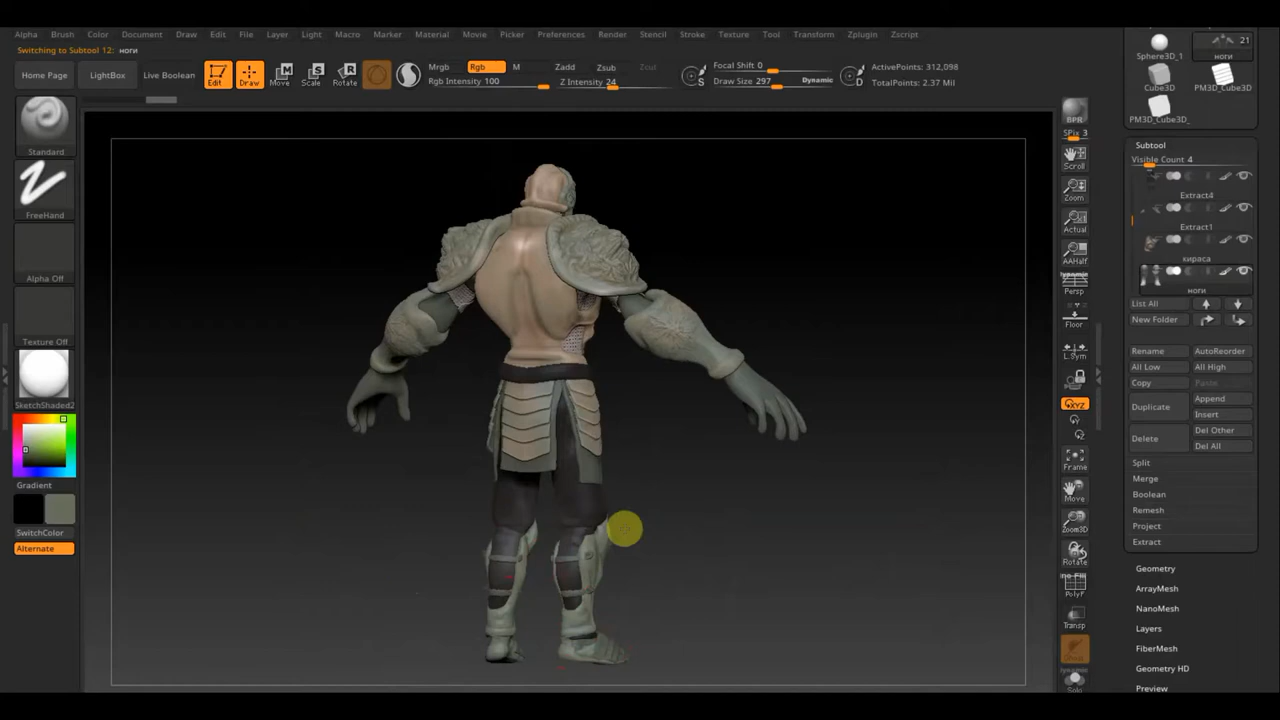 Alpha Brush Color Document Draw Edit File Layer Light Macro Marker Material Movie Picker Preferences Render Stencil Stroke Texture Tool Transform Zplugin Zscript
Switching to Subtool 12: ноги
Home Page
LightBox
Live Boolean
Edit
Draw
Move
Scale
Rotate
Mrgb
Rgb
M
Rgb Intensity 100
Zadd
Zsub
Zcut
Z Intensity 24
Focal Shift 0
Draw Size 297
Dynamic
ActivePoints: 312,098
TotalPoints: 2.37 Mil
Standard
FreeHand
Alpha Off
Texture Off
SketchShaded2
Gradient
SwitchColor
Alternate
BPR
SPix 3
Scroll
Zoom
Actual
AAHalf
Dynamic
Persp
Floor
L.Sym
XYZ
Frame
Move
Zoom3D
Rotate
PolyF
Transp
Dynamic
Solo
Sphere3D_1
21
ноги
Cube3D
PM3D_Cube3D
PM3D_Cube3D_
Subtool
Visible Count 4
Extract4
Extract1
кираса
ноги
List All
New Folder
Rename
AutoReorder
All Low
All High
Copy
Paste
Duplicate
Append
Insert
Delete
Del Other
Del All
Split
Merge
Boolean
Remesh
Project
Extract
Geometry
ArrayMesh
NanoMesh
Layers
FiberMesh
Geometry HD
Preview